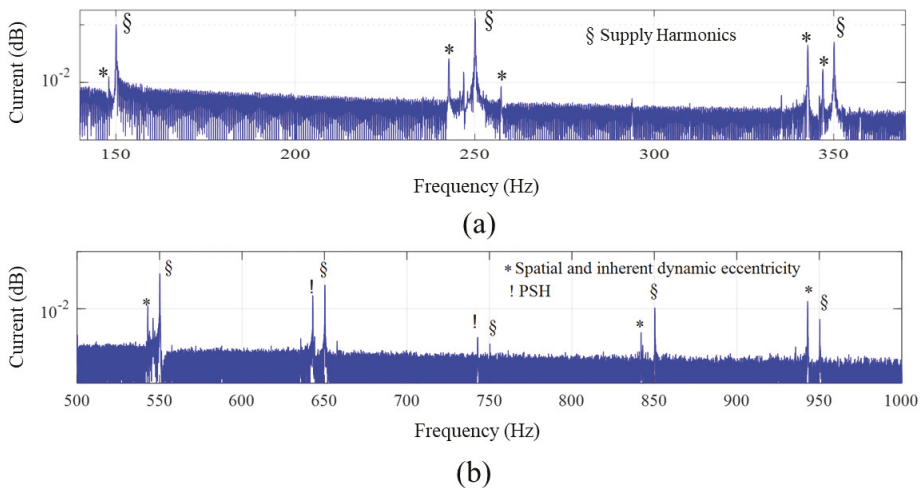 (a)
Current (dB)
10-2
* § * § * * * §
§ Supply Harmonics
150 200 250 300 350
Frequency (Hz)
(b)
Current (dB)
10-2
* § ! § ! § * § * §
* Spatial and inherent dynamic eccentricity
! PSH
500 550 600 650 700 750 800 850 900 950 1000
Frequency (Hz)